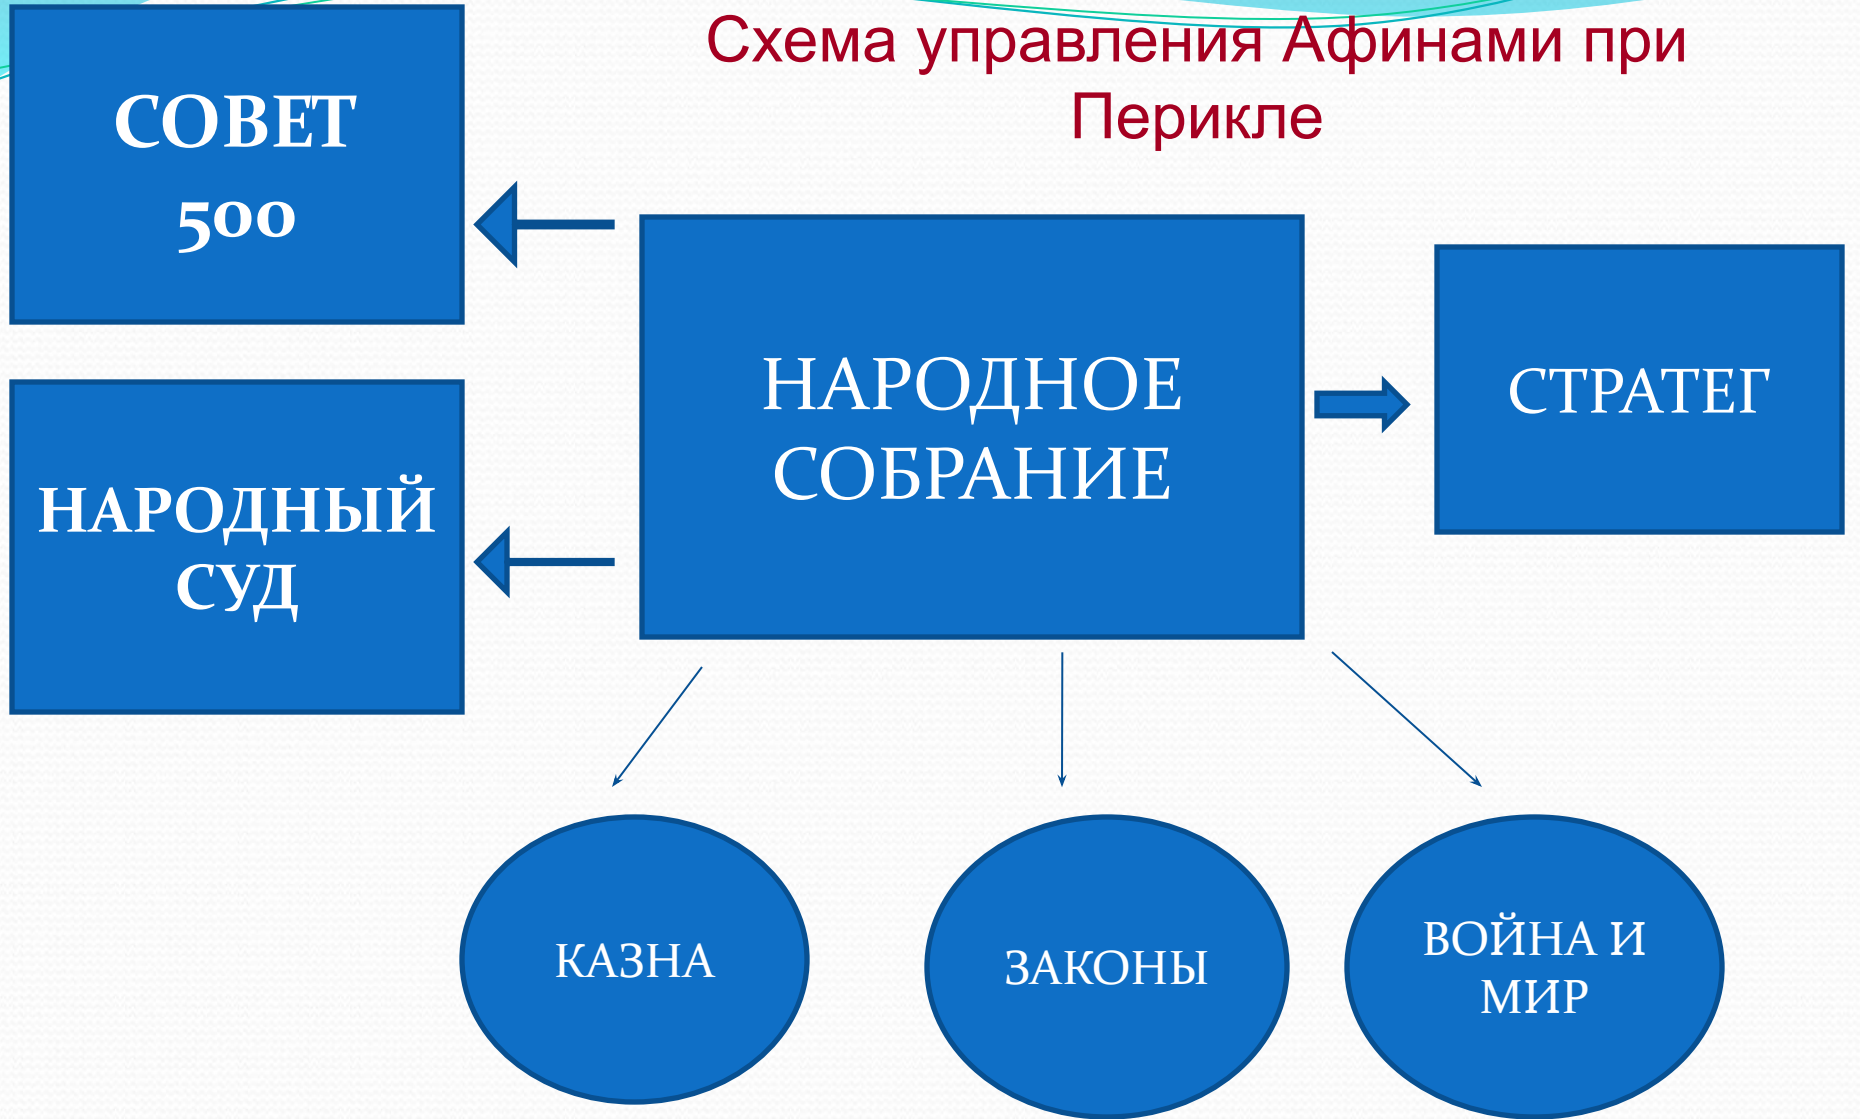 Схема управления Афинами при
Перикле
СОВЕТ
500
НАРОДНЫЙ
СУД
НАРОДНОЕ
СОБРАНИЕ
СТРАТЕГ
КАЗНА
ЗАКОНЫ
ВОЙНА И
МИР